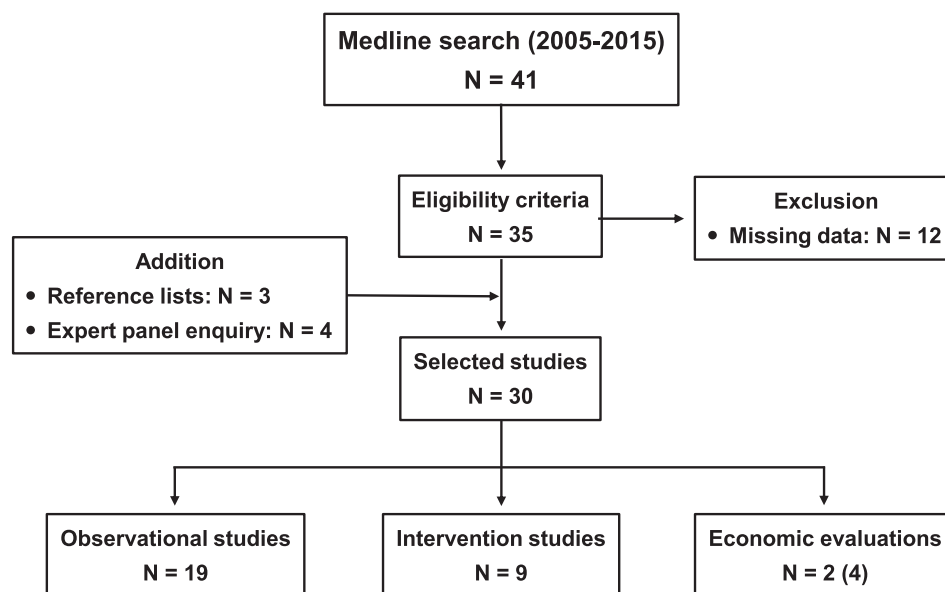 Medline search (2005-2015)
N = 41
Eligibility criteria
N = 35
Exclusion
• Missing data: N = 12
Addition
• Reference lists: N = 3
• Expert panel enquiry: N = 4
Selected studies
N = 30
Observational studies
N = 19
Intervention studies
N = 9
Economic evaluations
N = 2 (4)